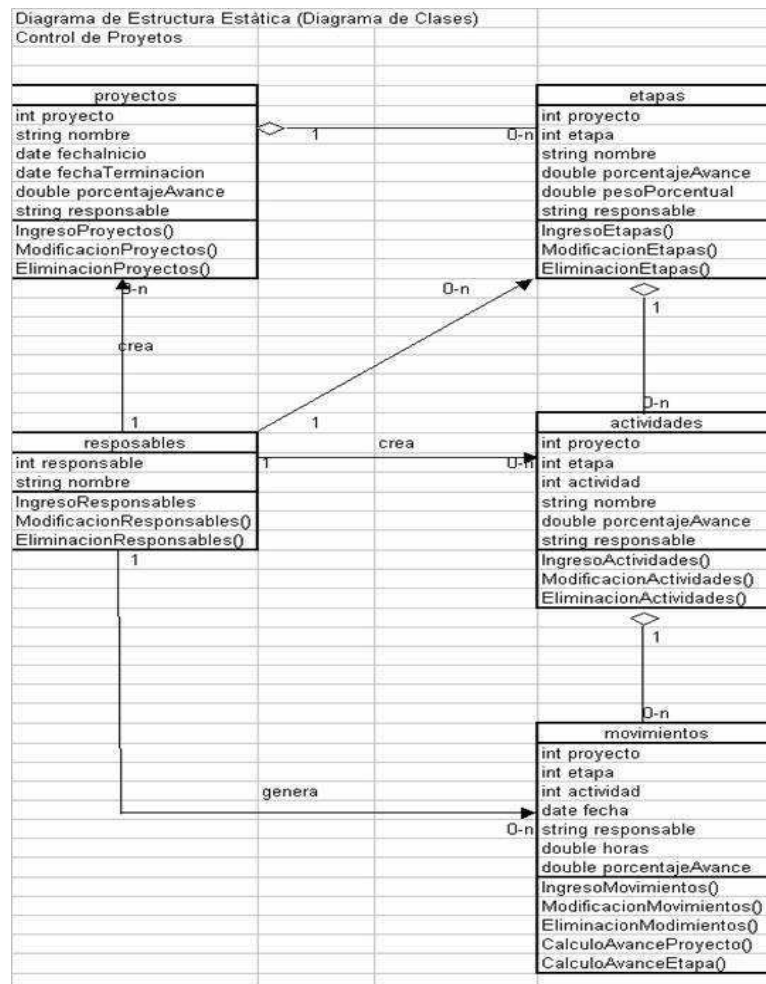 Diagrama de Estructura Estàtica (Diagrama de Clases)
Control de Proyetos
proyectos
int proyecto
string nombre
date fechaInicio
date fechaTerminacion
double porcentajeAvance
string responsable
IngresoProyectos()
ModificacionProyectos()
EliminacionProyectos()
1
0-n
etapas
int proyecto
int etapa
string nombre
double porcentajeAvance
double pesoPorcentual
string responsable
IngresoEtapas()
ModificacionEtapas()
EliminacionEtapas()
0-n
0-n
1
crea
0-n
1
1
resposables
int responsable
string nombre
IngresoResponsables
ModificacionResponsables()
EliminacionResponsables()
crea
1
0-n
actividades
int proyecto
int etapa
int actividad
string nombre
double porcentajeAvance
string responsable
IngresoActividades()
ModificacionActividades()
EliminacionActividades()
1
1
0-n
genera
0-n
movimientos
int proyecto
int etapa
int actividad
date fecha
string responsable
double horas
double porcentajeAvance
IngresoMovimientos()
ModificacionMovimientos()
EliminacionModimientos()
CalculoAvanceProyecto()
CalculoAvanceEtapa()